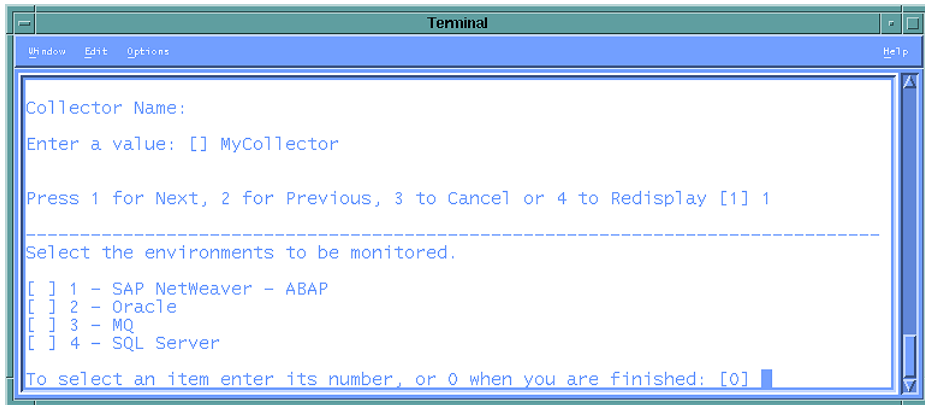 Terminal
Window Edit Options Help
Collector Name:
Enter a value: [] MyCollector
Press 1 for Next, 2 for Previous, 3 to Cancel or 4 to Redisplay [1] 1
Select the environments to be monitored.
[ ] 1 – SAP NetWeaver – ABAP
[ ] 2 – Oracle
[ ] 3 – MQ
[ ] 4 – SQL Server
To select an item enter its number, or 0 when you are finished: [0]